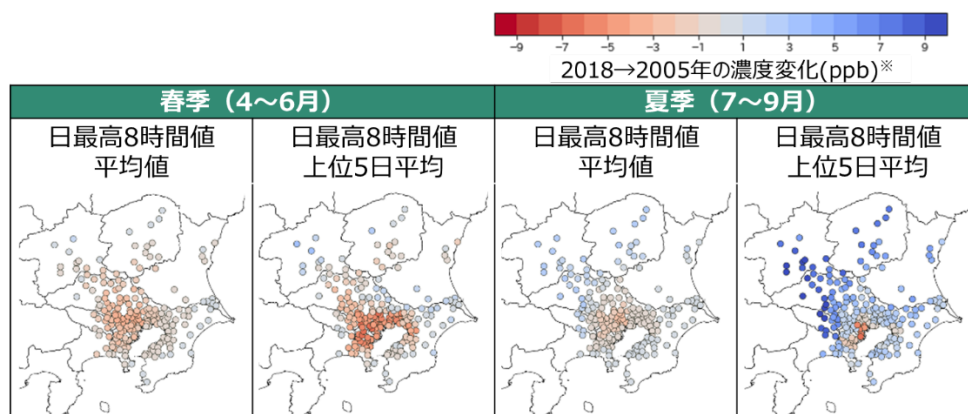 -9 -7 -5 -3 -1 1 3 5 7 9
2018→2005年の濃度変化(ppb)※
春季（4～6月）
夏季（7～9月）
日最高8時間値
平均値
日最高8時間値
上位5日平均
日最高8時間値
平均値
日最高8時間値
上位5日平均